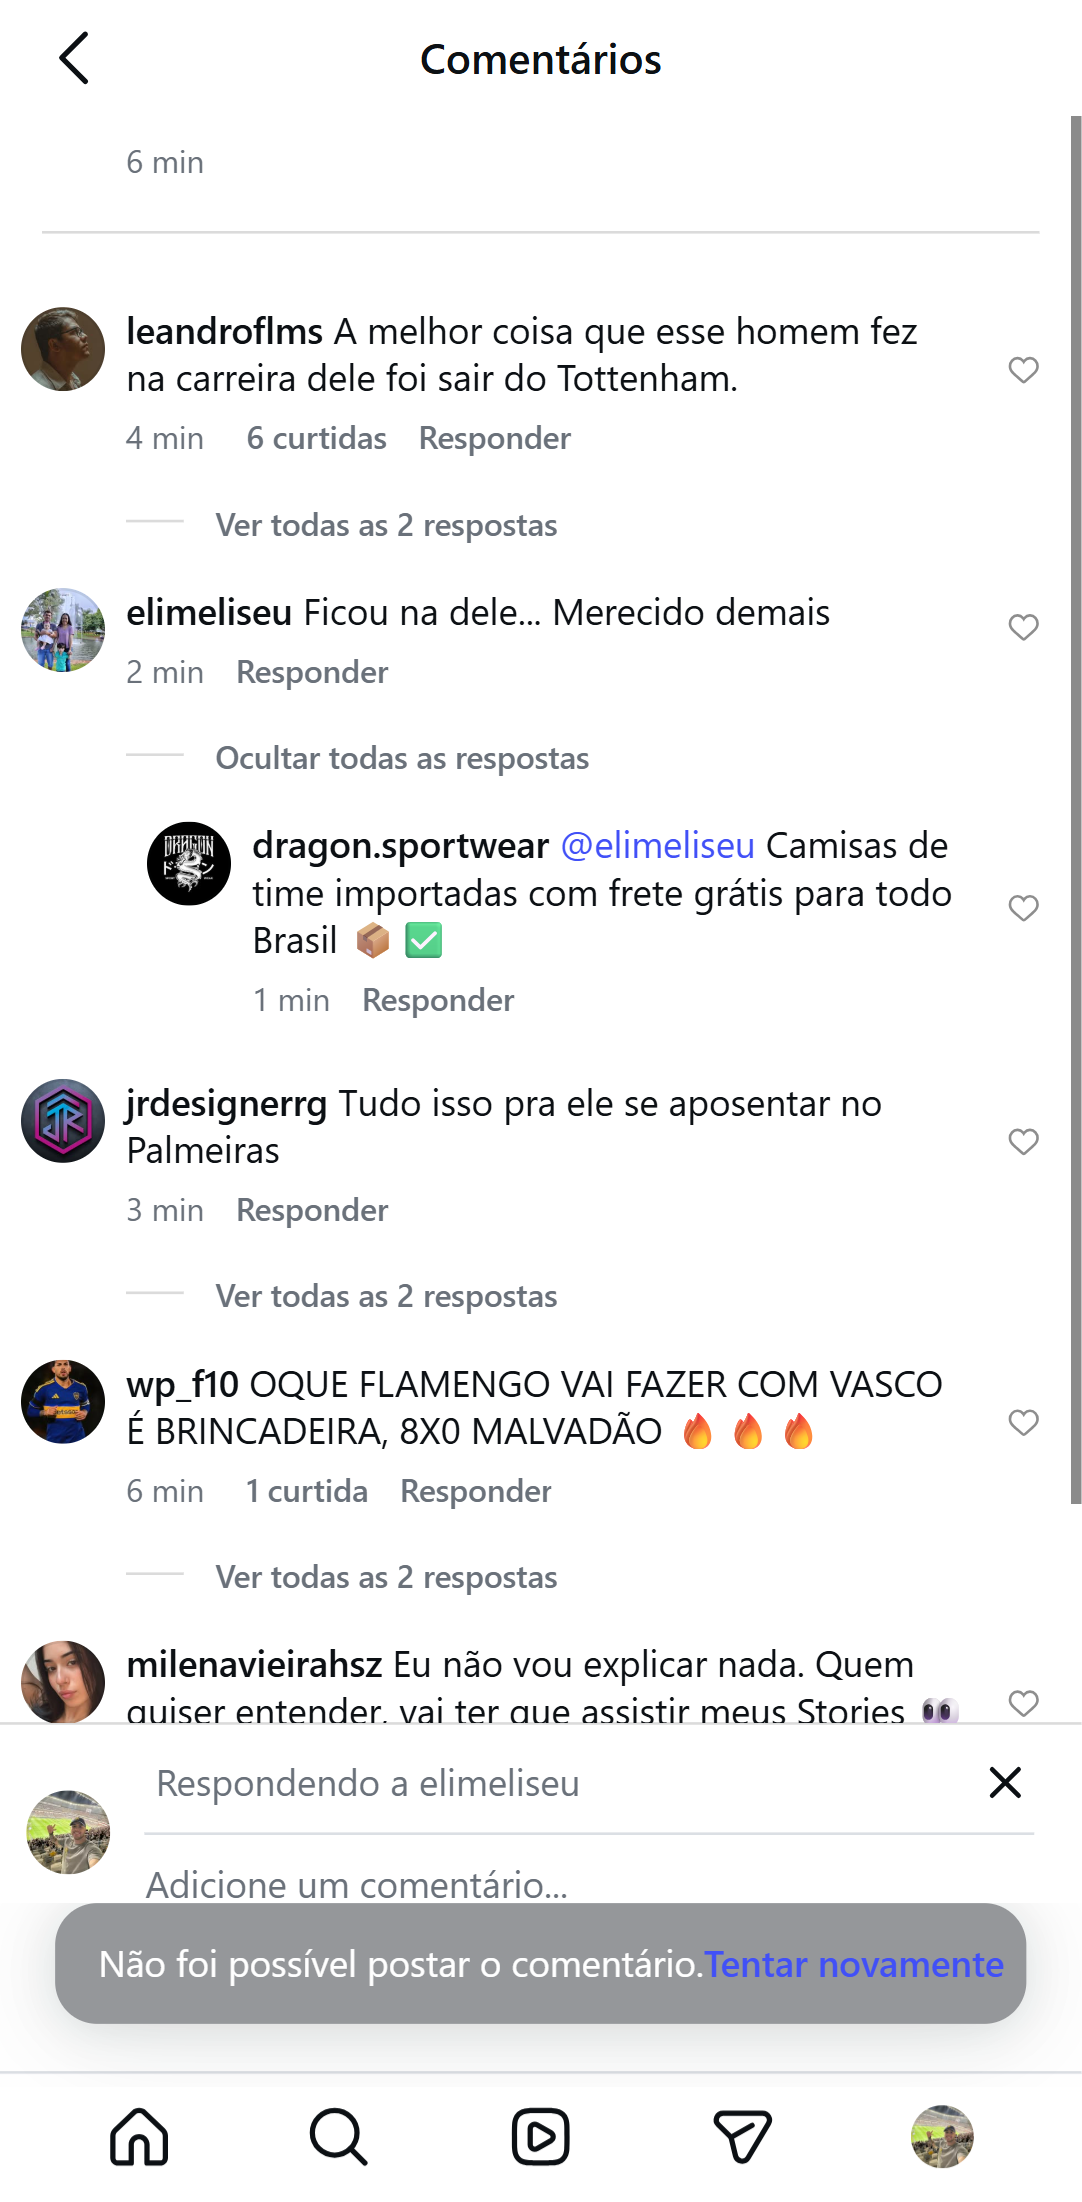 Comentários
6 min
leandroflms A melhor coisa que esse homem fez
na carreira dele foi sair do Tottenham.
4 min 6 curtidas Responder
Ver todas as 2 respostas
elimeliseu Ficou na dele... Merecido demais
2 min Responder
Ocultar todas as respostas
DRAGON
dragon.sportwear @elimeliseu Camisas de
time importadas com frete grátis para todo
Brasil 📦 ✅
1 min Responder
JR
jrdesignerrg Tudo isso pra ele se aposentar no
Palmeiras
3 min Responder
Ver todas as 2 respostas
wp_f10 OQUE FLAMENGO VAI FAZER COM VASCO
É BRINCADEIRA, 8X0 MALVADÃO 🔥 🔥 🔥
6 min 1 curtida Responder
Ver todas as 2 respostas
milenavieirahsz Eu não vou explicar nada. Quem
quiser entender, vai ter que assistir meus Stories 👀
Respondendo a elimeliseu
Adicione um comentário...
Não foi possível postar o comentário.Tentar novamente